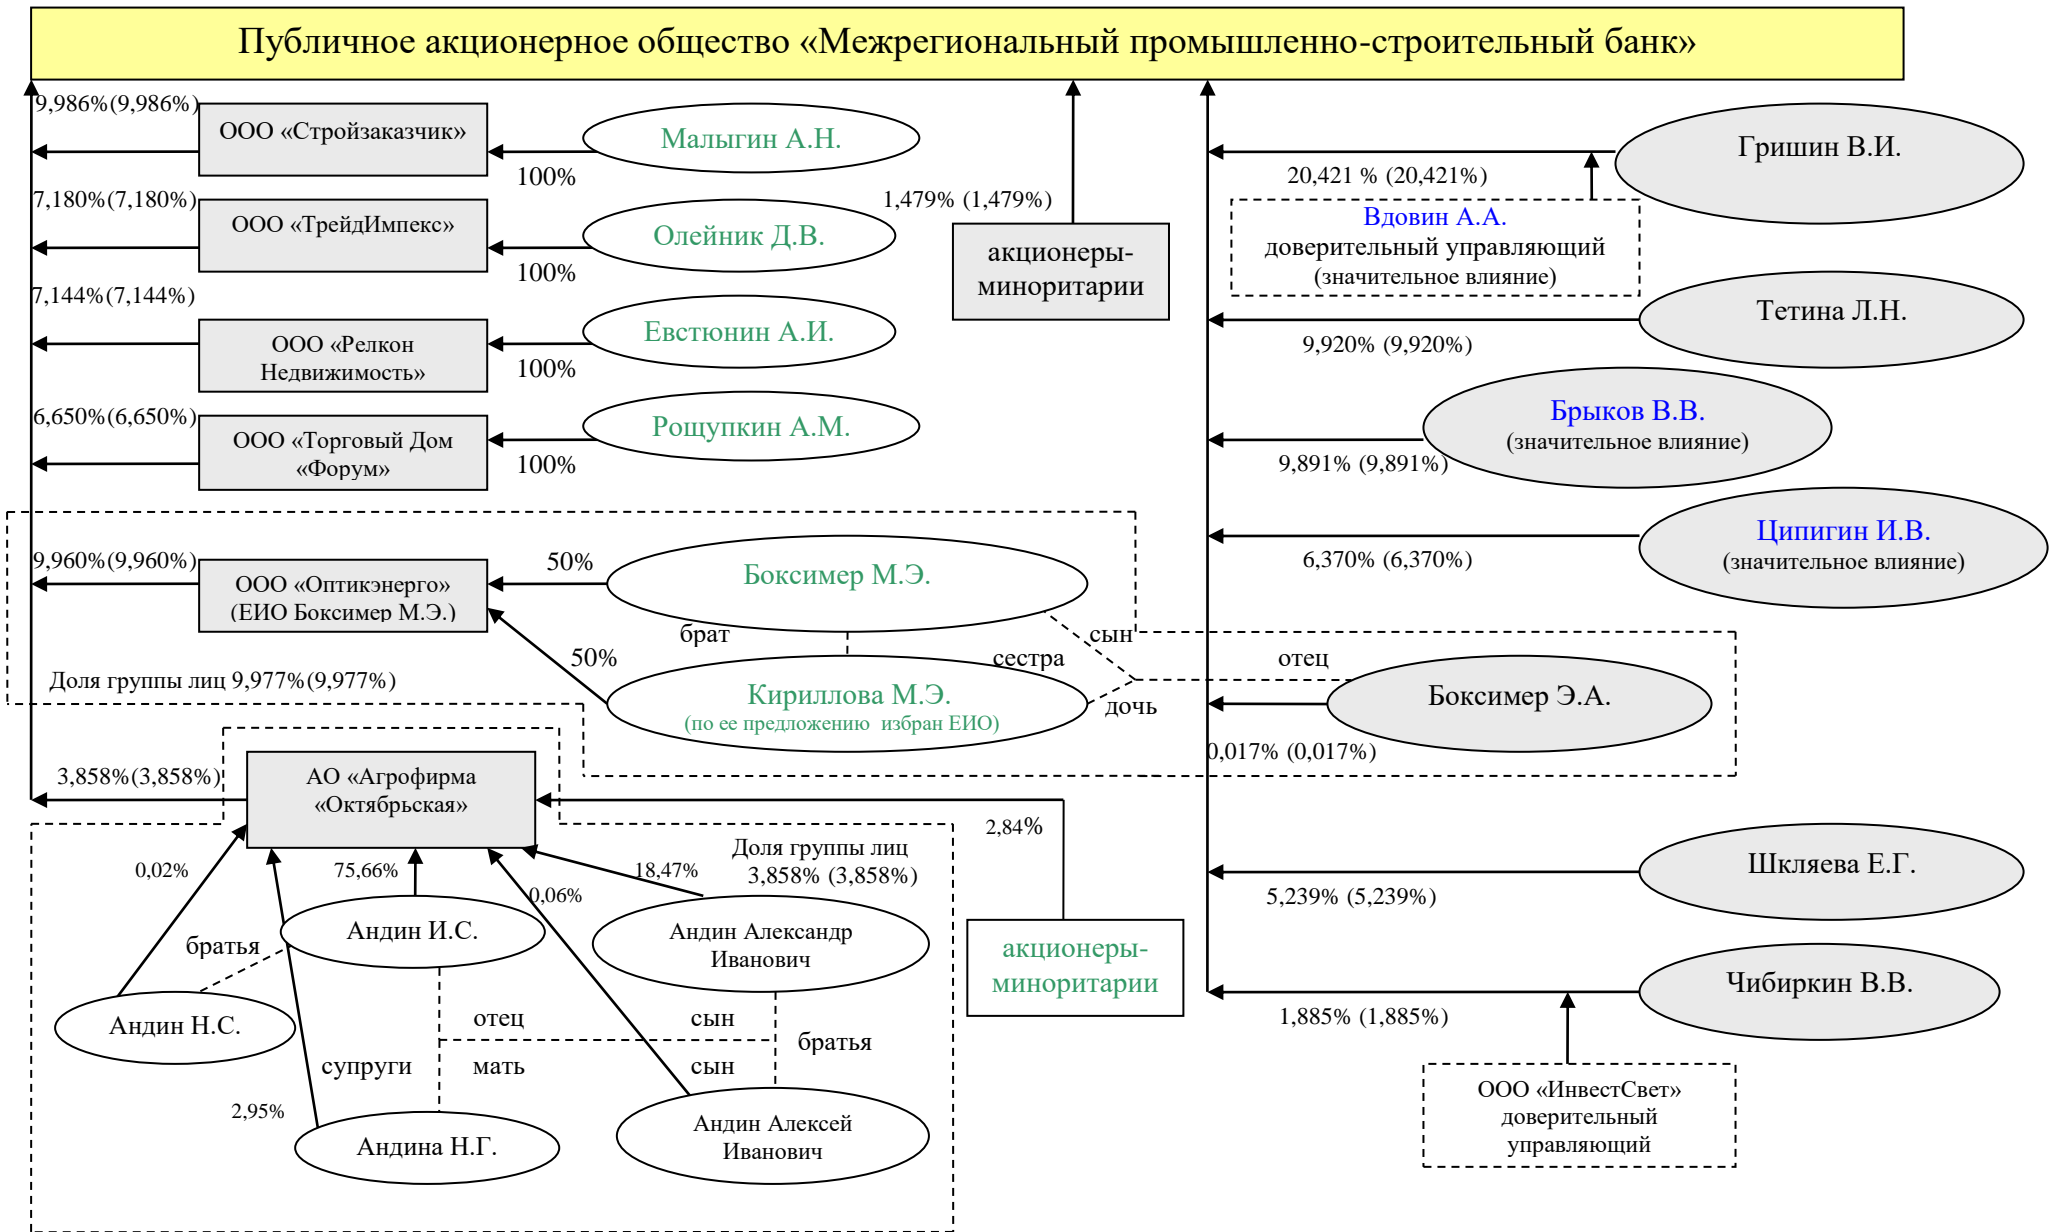 Публичное акционерное общество «Межрегиональный промышленно-строительный банк»
9,986%(9,986%)
ООО «Стройзаказчик»
Малыгин А.Н.
100%
7,180%(7,180%)
ООО «ТрейдИмпекс»
Олейник Д.В.
100%
7,144%(7,144%)
ООО «Релкон
Недвижимость»
Евстюнин А.И.
100%
6,650%(6,650%)
ООО «Торговый Дом
«Форум»
Рощупкин А.М.
100%
1,479% (1,479%)
акционеры-
миноритарии
Гришин В.И.
20,421 % (20,421%)
Вдовин А.А.
доверительный управляющий
(значительное влияние)
Тетина Л.Н.
9,920% (9,920%)
Брыков В.В.
(значительное влияние)
9,891% (9,891%)
Ципигин И.В.
(значительное влияние)
6,370% (6,370%)
9,960%(9,960%)
ООО «Оптикэнерго»
(ЕИО Боксимер М.Э.)
50%
Боксимер М.Э.
брат
сын
50%
сестра
отец
Доля группы лиц 9,977%(9,977%)
Кириллова М.Э.
(по ее предложению избран ЕИО)
дочь
Боксимер Э.А.
0,017% (0,017%)
3,858%(3,858%)
АО «Агрофирма
«Октябрьская»
2,84%
0,02%
75,66%
0,06%
18,47%
Доля группы лиц
3,858% (3,858%)
Андин И.С.
Андин Александр
Иванович
братья
акционеры-
миноритарии
Андин Н.С.
отец
сын
братья
супруги
мать
сын
2,95%
Андина Н.Г.
Андин Алексей
Иванович
Шкляева Е.Г.
5,239% (5,239%)
Чибиркин В.В.
1,885% (1,885%)
ООО «ИнвестСвет»
доверительный
управляющий